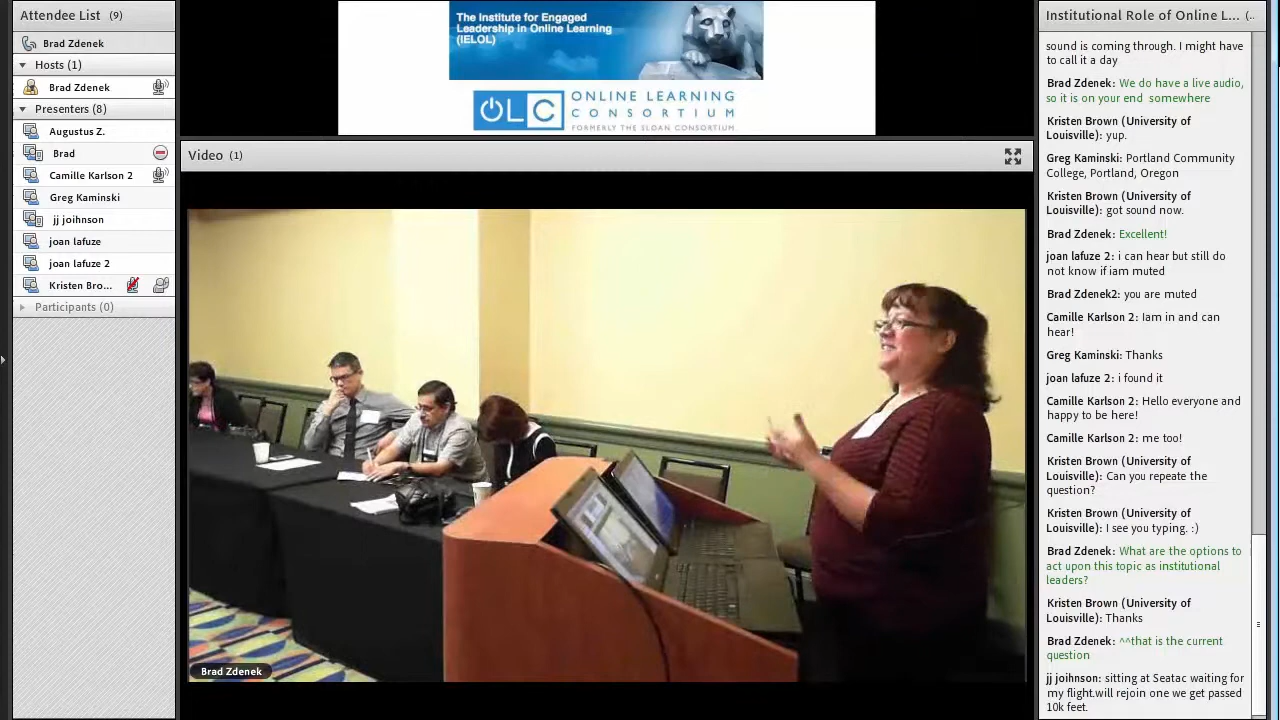 Attendee List (9)
Brad Zdenek
Hosts (1)
Brad Zdenek
Presenters (8)
Augustus Z.
Brad
Camille Karlson 2
Greg Kaminski
jj joihnson
joan lafuze
joan lafuze 2
Kristen Bro...
Participants (0)
The Institute for Engaged
Leadership in Online Learning
(IELOL)
OLC
ONLINE LEARNING
CONSORTIUM
FORMERLY THE SLOAN CONSORTIUM
Video (1)
Brad Zdenek
Institutional Role of Online L... (..
sound is coming through. I might have
to call it a day
Brad Zdenek: We do have a live audio,
so it is on your end somewhere
Kristen Brown (University of
Louisville): yup.
Greg Kaminski: Portland Community
College, Portland, Oregon
Kristen Brown (University of
Louisville): got sound now.
Brad Zdenek: Excellent!
joan lafuze 2: i can hear but still do
not know if iam muted
Brad Zdenek2: you are muted
Camille Karlson 2: Iam in and can
hear!
Greg Kaminski: Thanks
joan lafuze 2: i found it
Camille Karlson 2: Hello everyone and
happy to be here!
Camille Karlson 2: me too!
Kristen Brown (University of
Louisville): Can you repeate the
question?
Kristen Brown (University of
Louisville): I see you typing. :)
Brad Zdenek: What are the options to
act upon this topic as institutional
leaders?
Kristen Brown (University of
Louisville): Thanks
Brad Zdenek: ^^that is the current
question
jj joihnson: sitting at Seatac waiting for
my flight.will rejoin one we get passed
10k feet.